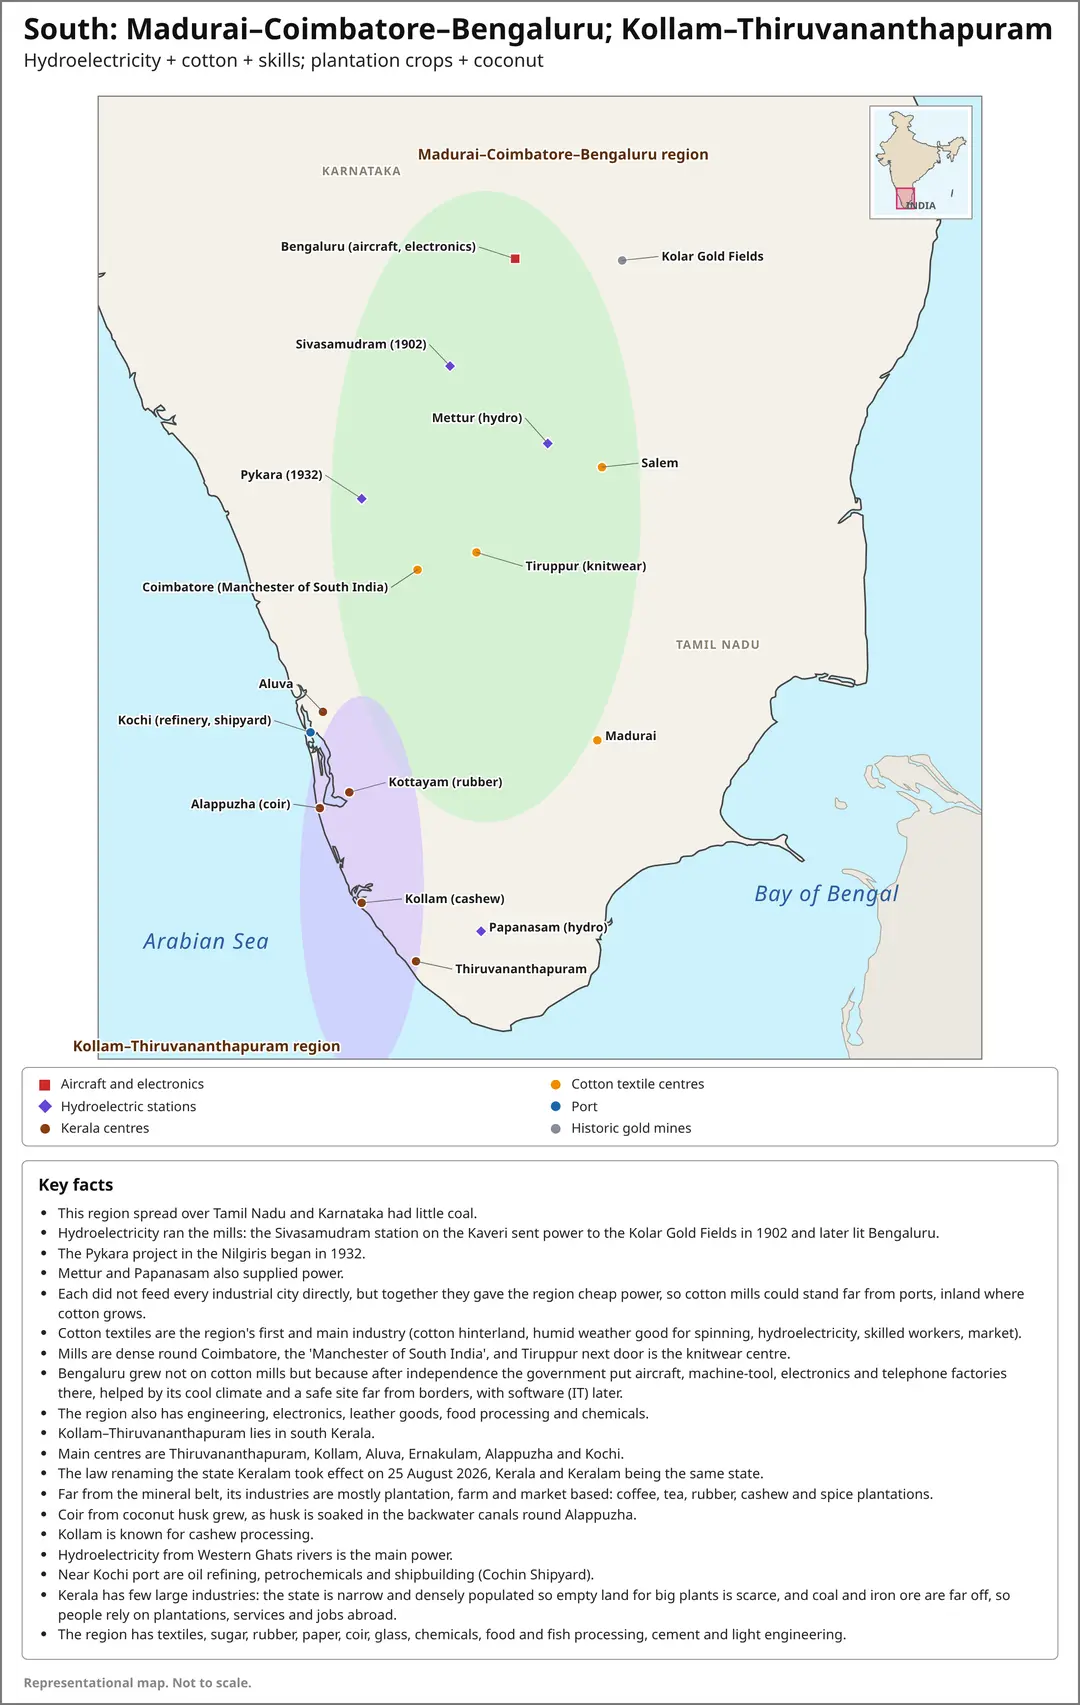 South: Madurai–Coimbatore–Bengaluru; Kollam–Thiruvananthapuram
Hydroelectricity + cotton + skills; plantation crops + coconut
Madurai–Coimbatore–Bengaluru region
KARNATAKA
INDIA
Bengaluru (aircraft, electronics)
Kolar Gold Fields
Sivasamudram (1902)
Mettur (hydro)
Salem
Pykara (1932)
Tiruppur (knitwear)
Coimbatore (Manchester of South India)
TAMIL NADU
Aluva
Kochi (refinery, shipyard)
Madurai
Kottayam (rubber)
Alappuzha (coir)
Bay of Bengal
Kollam (cashew)
Papanasam (hydro)
Arabian Sea
Thiruvananthapuram
Kollam–Thiruvananthapuram region
Aircraft and electronics
Cotton textile centres
Hydroelectric stations
Port
Kerala centres
Historic gold mines
Key facts
• This region spread over Tamil Nadu and Karnataka had little coal.
• Hydroelectricity ran the mills: the Sivasamudram station on the Kaveri sent power to the Kolar Gold Fields in 1902 and later lit Bengaluru.
• The Pykara project in the Nilgiris began in 1932.
• Mettur and Papanasam also supplied power.
• Each did not feed every industrial city directly, but together they gave the region cheap power, so cotton mills could stand far from ports, inland where
cotton grows.
• Cotton textiles are the region's first and main industry (cotton hinterland, humid weather good for spinning, hydroelectricity, skilled workers, market).
• Mills are dense round Coimbatore, the 'Manchester of South India', and Tiruppur next door is the knitwear centre.
• Bengaluru grew not on cotton mills but because after independence the government put aircraft, machine-tool, electronics and telephone factories
there, helped by its cool climate and a safe site far from borders, with software (IT) later.
• The region also has engineering, electronics, leather goods, food processing and chemicals.
• Kollam–Thiruvananthapuram lies in south Kerala.
• Main centres are Thiruvananthapuram, Kollam, Aluva, Ernakulam, Alappuzha and Kochi.
• The law renaming the state Keralam took effect on 25 August 2026, Kerala and Keralam being the same state.
• Far from the mineral belt, its industries are mostly plantation, farm and market based: coffee, tea, rubber, cashew and spice plantations.
• Coir from coconut husk grew, as husk is soaked in the backwater canals round Alappuzha.
• Kollam is known for cashew processing.
• Hydroelectricity from Western Ghats rivers is the main power.
• Near Kochi port are oil refining, petrochemicals and shipbuilding (Cochin Shipyard).
• Kerala has few large industries: the state is narrow and densely populated so empty land for big plants is scarce, and coal and iron ore are far off, so
people rely on plantations, services and jobs abroad.
• The region has textiles, sugar, rubber, paper, coir, glass, chemicals, food and fish processing, cement and light engineering.
Representational map. Not to scale.